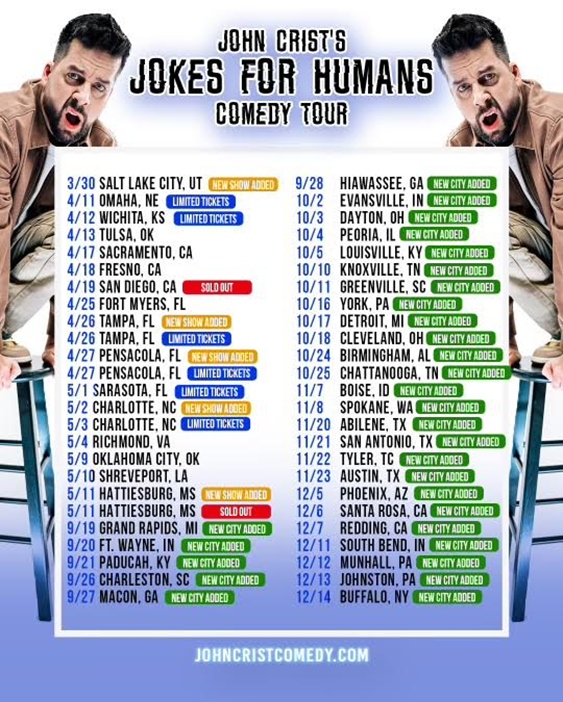 JOHN CRIST'S
JOKES FOR HUMANS
COMEDY TOUR
3/30 SALT LAKE CITY, UT NEW SHOW ADDED
4/11 OMAHA, NE LIMITED TICKETS
4/12 WICHITA, KS LIMITED TICKETS
4/13 TULSA, OK
4/17 SACRAMENTO, CA
4/18 FRESNO, CA
4/19 SAN DIEGO, CA SOLD OUT
4/25 FORT MYERS, FL
4/26 TAMPA, FL NEW SHOW ADDED
4/26 TAMPA, FL LIMITED TICKETS
4/27 PENSACOLA, FL NEW SHOW ADDED
4/27 PENSACOLA, FL LIMITED TICKETS
5/1 SARASOTA, FL LIMITED TICKETS
5/2 CHARLOTTE, NC NEW SHOW ADDED
5/3 CHARLOTTE, NC LIMITED TICKETS
5/4 RICHMOND, VA
5/9 OKLAHOMA CITY, OK
5/10 SHREVEPORT, LA
5/11 HATTIESBURG, MS NEW SHOW ADDED
5/11 HATTIESBURG, MS SOLD OUT
9/19 GRAND RAPIDS, MI NEW CITY ADDED
9/20 FT. WAYNE, IN NEW CITY ADDED
9/21 PADUCAH, KY NEW CITY ADDED
9/26 CHARLESTON, SC NEW CITY ADDED
9/27 MACON, GA NEW CITY ADDED
9/28 HIAWASSEE, GA NEW CITY ADDED
10/2 EVANSVILLE, IN NEW CITY ADDED
10/3 DAYTON, OH NEW CITY ADDED
10/4 PEORIA, IL NEW CITY ADDED
10/5 LOUISVILLE, KY NEW CITY ADDED
10/10 KNOXVILLE, TN NEW CITY ADDED
10/11 GREENVILLE, SC NEW CITY ADDED
10/16 YORK, PA NEW CITY ADDED
10/17 DETROIT, MI NEW CITY ADDED
10/18 CLEVELAND, OH NEW CITY ADDED
10/24 BIRMINGHAM, AL NEW CITY ADDED
10/25 CHATTANOOGA, TN NEW CITY ADDED
11/7 BOISE, ID NEW CITY ADDED
11/8 SPOKANE, WA NEW CITY ADDED
11/20 ABILENE, TX NEW CITY ADDED
11/21 SAN ANTONIO, TX NEW CITY ADDED
11/22 TYLER, TC NEW CITY ADDED
11/23 AUSTIN, TX NEW CITY ADDED
12/5 PHOENIX, AZ NEW CITY ADDED
12/6 SANTA ROSA, CA NEW CITY ADDED
12/7 REDDING, CA NEW CITY ADDED
12/11 SOUTH BEND, IN NEW CITY ADDED
12/12 MUNHALL, PA NEW CITY ADDED
12/13 JOHNSTON, PA NEW CITY ADDED
12/14 BUFFALO, NY NEW CITY ADDED
JOHNCRISTCOMEDY.COM